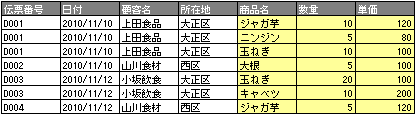 伝票番号 日付 顧客名 所在地 商品名 数量 単価
0001 2010/11/10 上田食品 大正区 ジャガ芋 10 120
0001 2010/11/10 上田食品 大正区 ニンジン 5 80
0001 2010/11/10 上田食品 大正区 玉ねぎ 10 100
0002 2010/11/10 山川食材 西区 大根 5 100
0003 2010/11/12 小坂飲食 大正区 玉ねぎ 20 100
0003 2010/11/12 小坂飲食 大正区 キャベツ 10 200
0004 2010/11/12 山川食材 西区 ジャガ芋 5 120